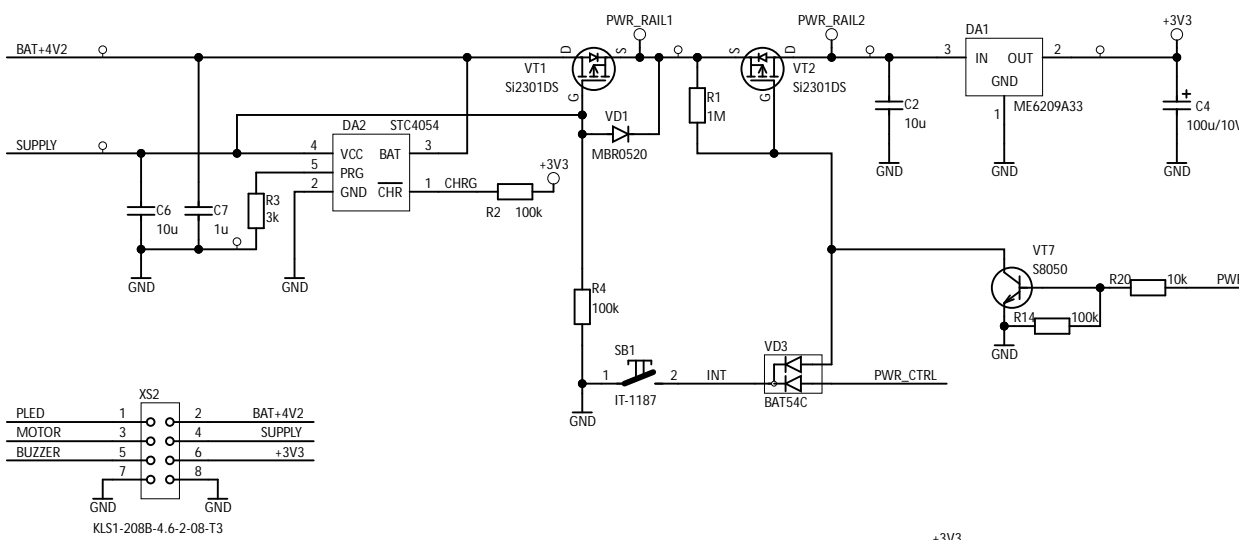 PWR_RAIL1
PWR_RAIL2
+3V3
BAT+4V2
D
S
S
D
DA1
3
IN
OUT
2
GND
1
ME6209A33
VT1
Si2301DS
G
VT2
Si2301DS
G
R1
1M
C2
10u
GND
GND
+
C4
100u/10V
GND
VD1
MBR0520
DA2
STC4054
SUPPLY
4
VCC
BAT
3
5
PRG
2
GND
CHR
1
CHRG
+3V3
R2
100k
R3
3k
C6
10u
C7
1u
GND
GND
R4
100k
VT7
S8050
R20
10k
PWR
R14
100k
GND
SB1
1
2
IT-1187
INT
VD3
BAT54C
PWR_CTRL
GND
XS2
PLED
1
2
BAT+4V2
MOTOR
3
4
SUPPLY
BUZZER
5
6
+3V3
7
8
GND
GND
KLS1-208B-4.6-2-08-T3
+3V3